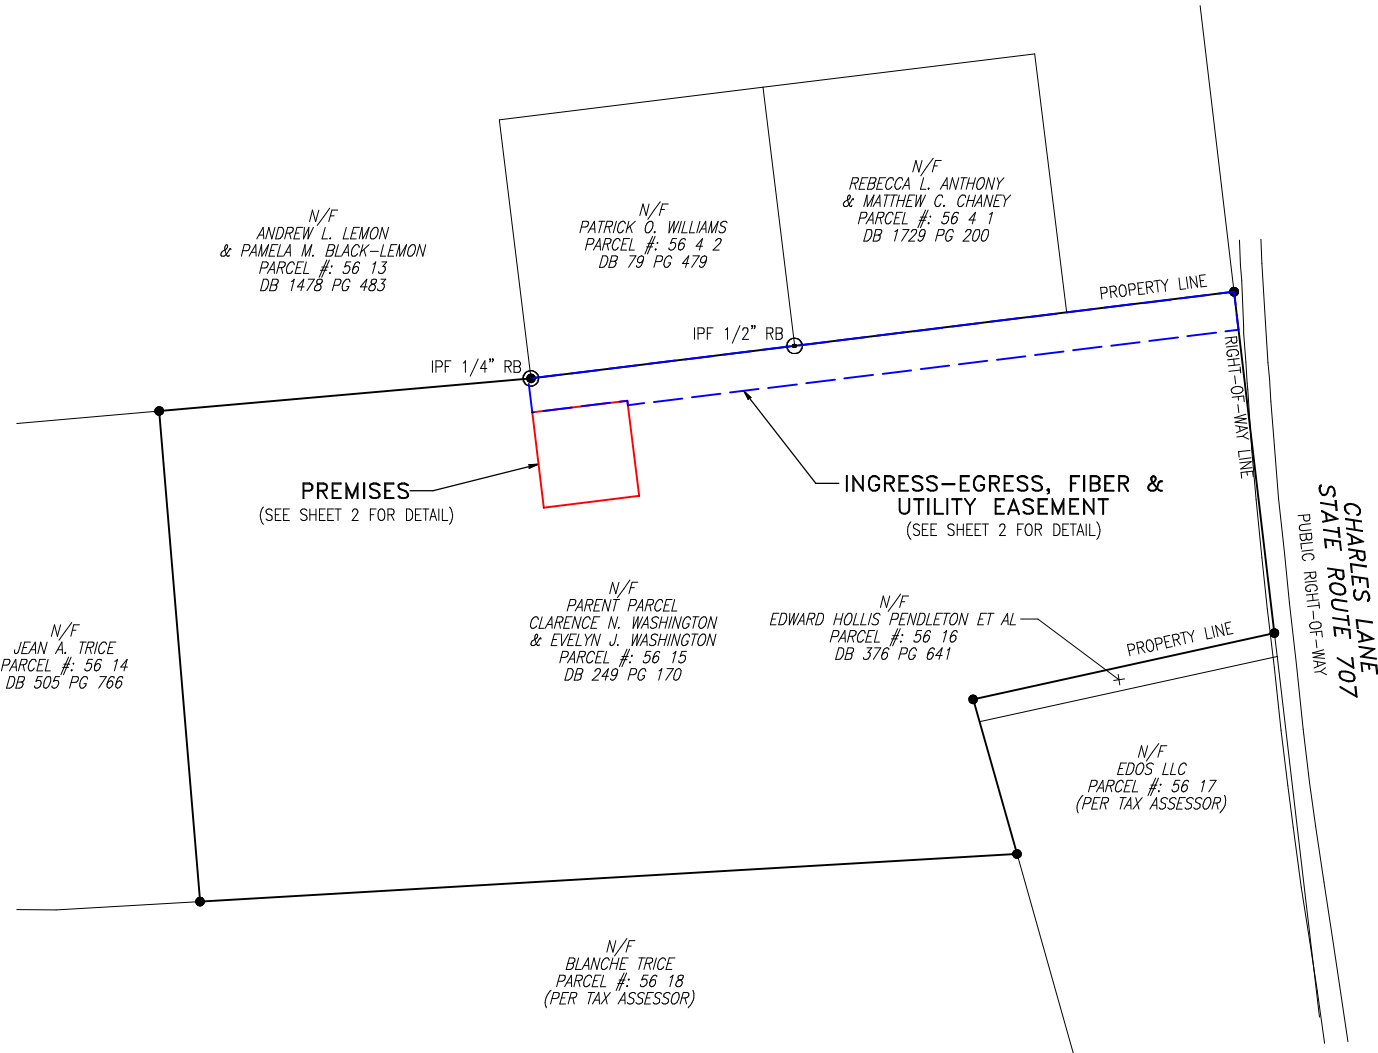 N/F
REBECCA L. ANTHONY
& MATTHEW C. CHANEY
PARCEL #: 56 4 1
DB 1729 PG 200
N/F
PATRICK O. WILLIAMS
PARCEL #: 56 4 2
DB 79 PG 479
N/F
ANDREW L. LEMON
& PAMELA M. BLACK-LEMON
PARCEL #: 56 13
DB 1478 PG 483
PROPERTY LINE
IPF 1/2" RB
IPF 1/4" RB
RIGHT-OF-WAY LINE
PREMISES
(SEE SHEET 2 FOR DETAIL)
INGRESS-EGRESS, FIBER &
UTILITY EASEMENT
(SEE SHEET 2 FOR DETAIL)
CHARLES LANE
STATE ROUTE 707
PUBLIC RIGHT-OF-WAY
N/F
PARENT PARCEL
CLARENCE N. WASHINGTON
& EVELYN J. WASHINGTON
PARCEL #: 56 15
DB 249 PG 170
N/F
EDWARD HOLLIS PENDLETON ET AL
PARCEL #: 56 16
DB 376 PG 641
PROPERTY LINE
N/F
JEAN A. TRICE
PARCEL #: 56 14
DB 505 PG 766
N/F
EDOS LLC
PARCEL #: 56 17
(PER TAX ASSESSOR)
N/F
BLANCHE TRICE
PARCEL #: 56 18
(PER TAX ASSESSOR)